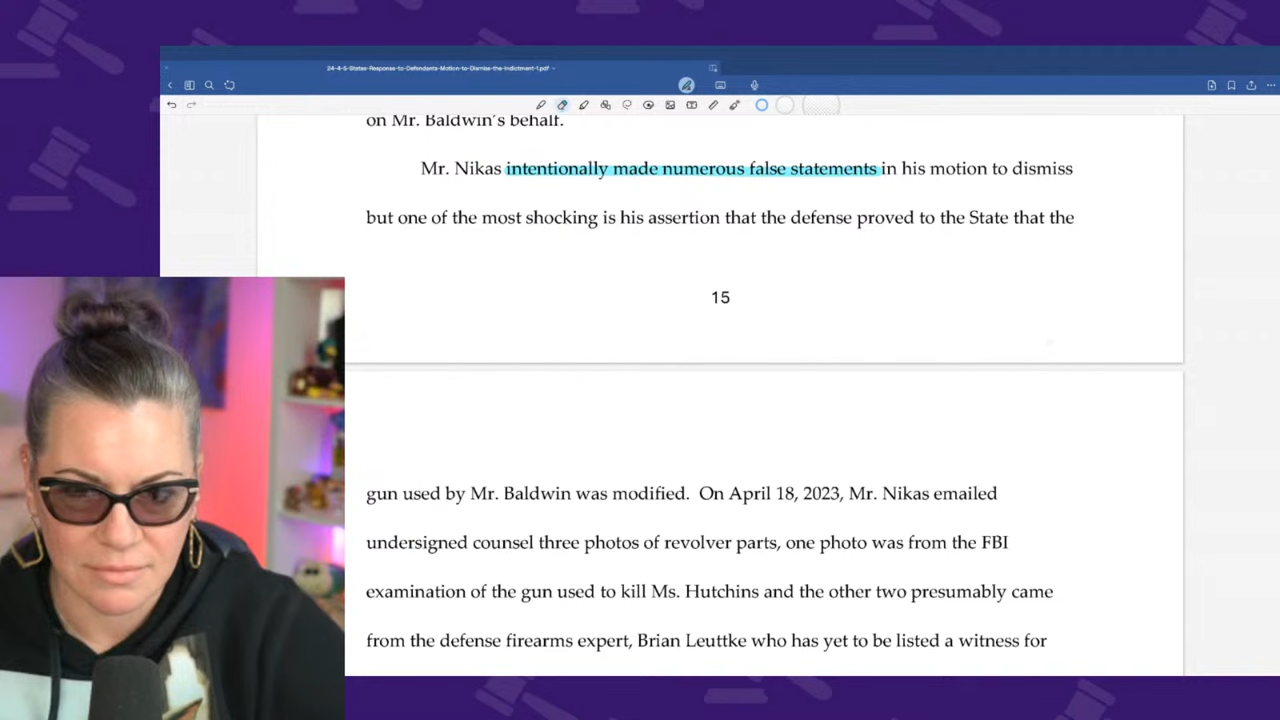 24-4-5-States-Response-to-Defendants-Motion-to-Dismiss-the-Indictment-1.pdf
on Mr. Baldwin's behalf.
Mr. Nikas intentionally made numerous false statements in his motion to dismiss
but one of the most shocking is his assertion that the defense proved to the State that the
15
gun used by Mr. Baldwin was modified. On April 18, 2023, Mr. Nikas emailed
undersigned counsel three photos of revolver parts, one photo was from the FBI
examination of the gun used to kill Ms. Hutchins and the other two presumably came
from the defense firearms expert, Brian Leuttke who has yet to be listed a witness for